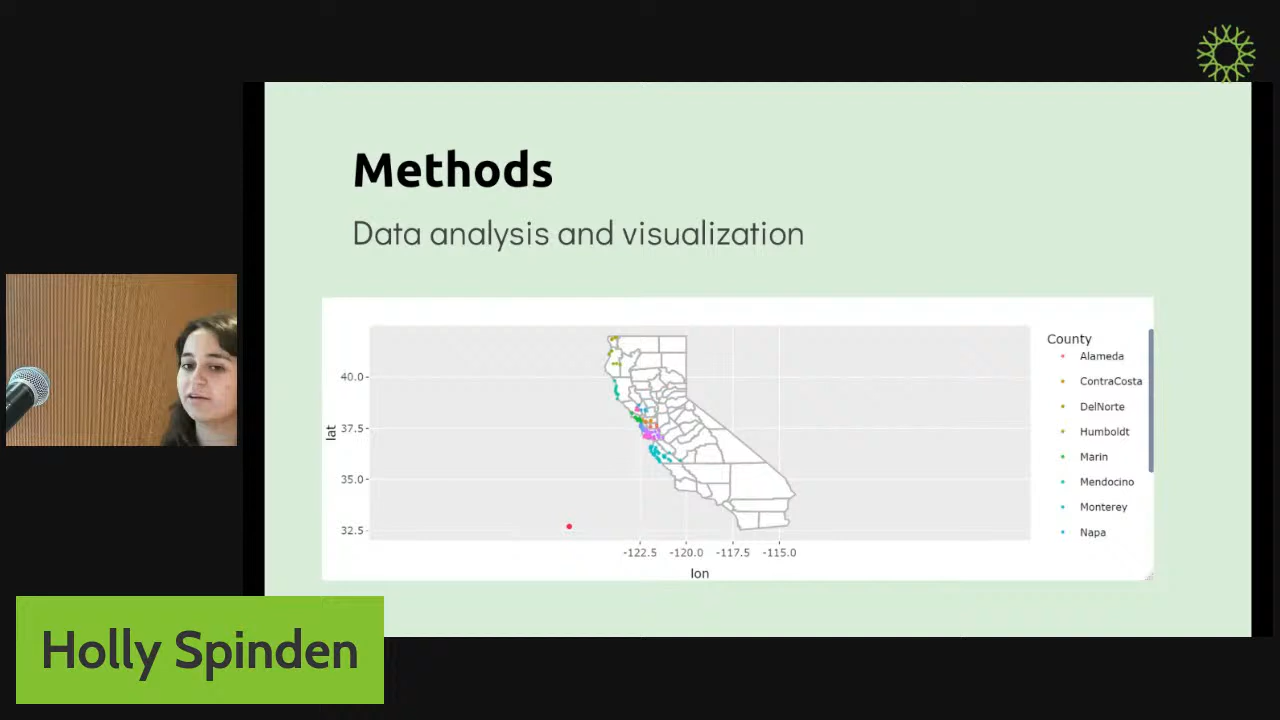 Methods
Data analysis and visualization
County
Alameda
ContraCosta
DelNorte
Humboldt
Marin
Mendocino
Monterey
Napa
lat
40.0
37.5
35.0
32.5
-122.5 -120.0 -117.5 -115.0
lon
Holly Spinden